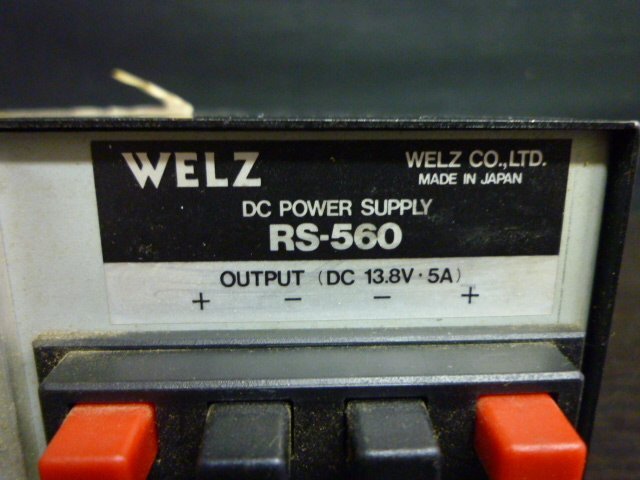 WELZ
WELZ CO.,LTD.
MADE IN JAPAN
DC POWER SUPPLY
RS-560
OUTPUT (DC 13.8V·5A)
+ − − +